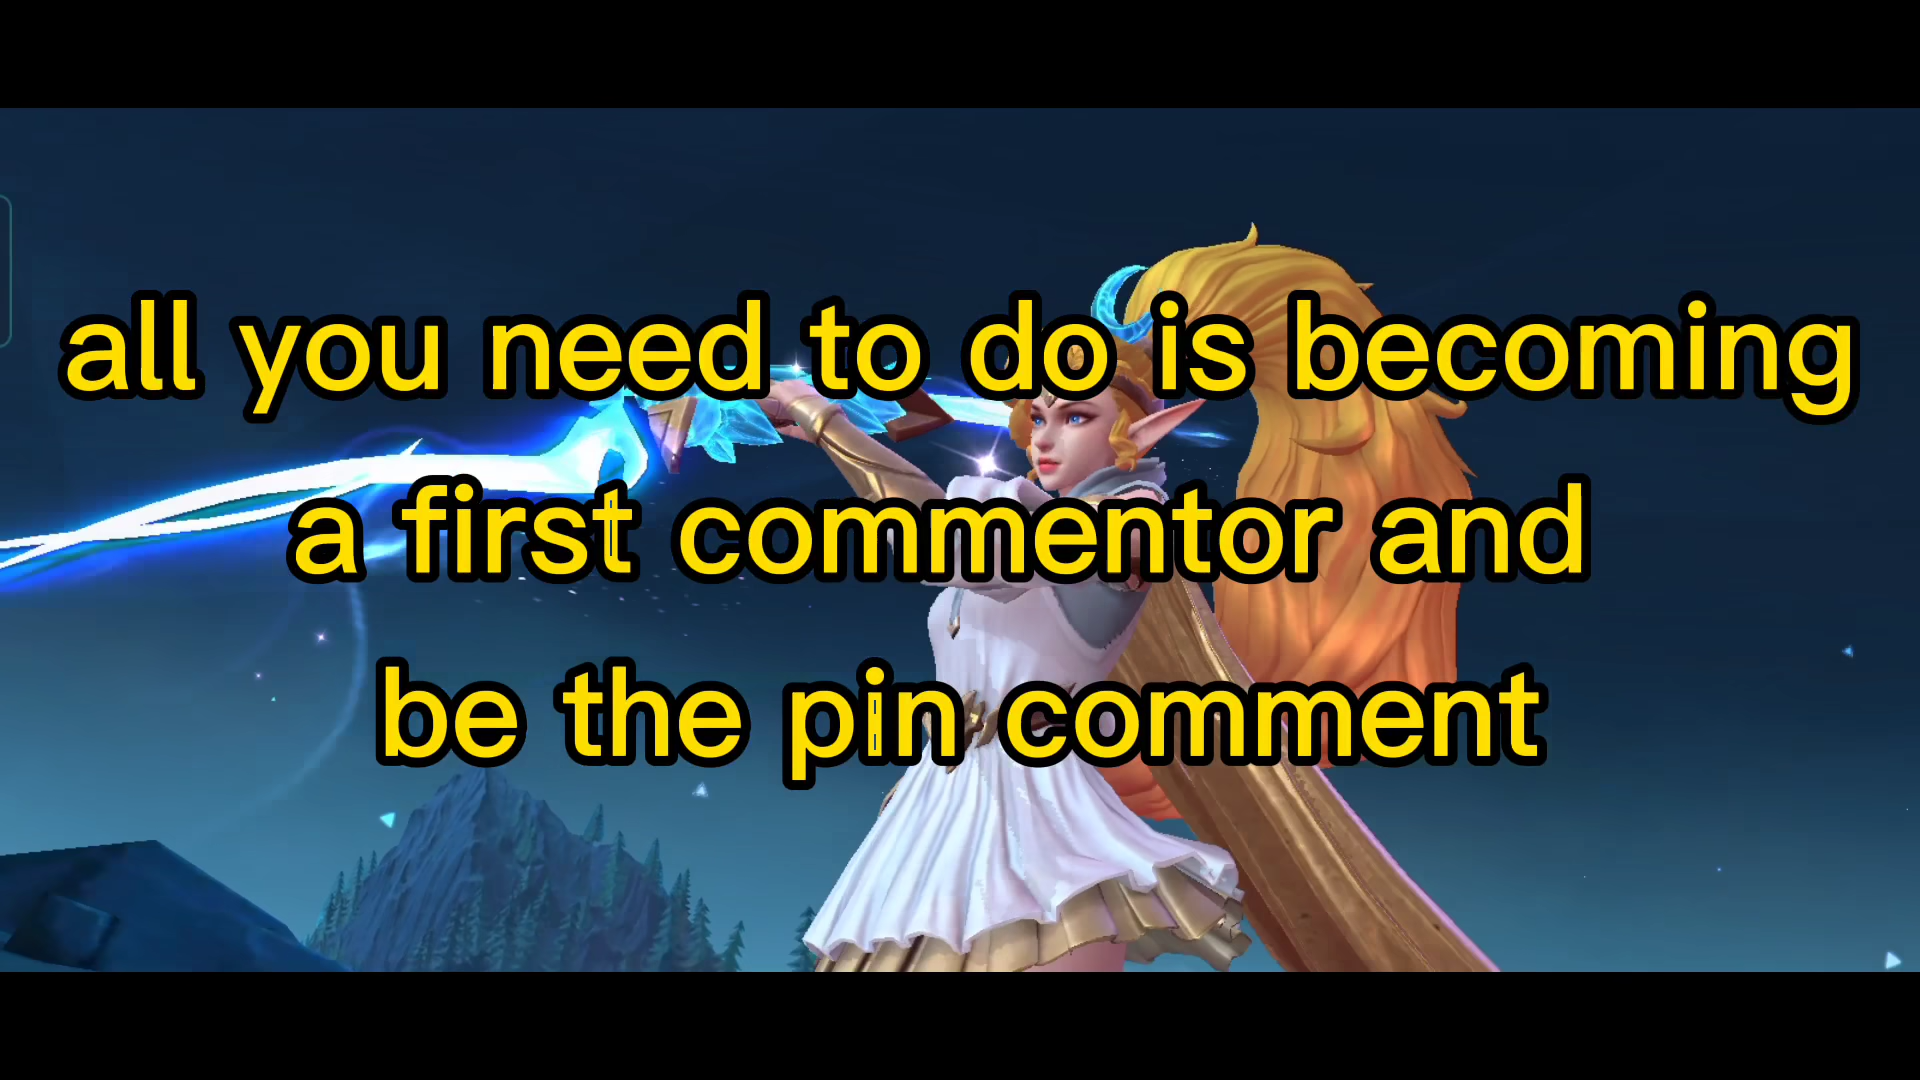 all you need to do is becoming
a first commentor and
be the pin comment